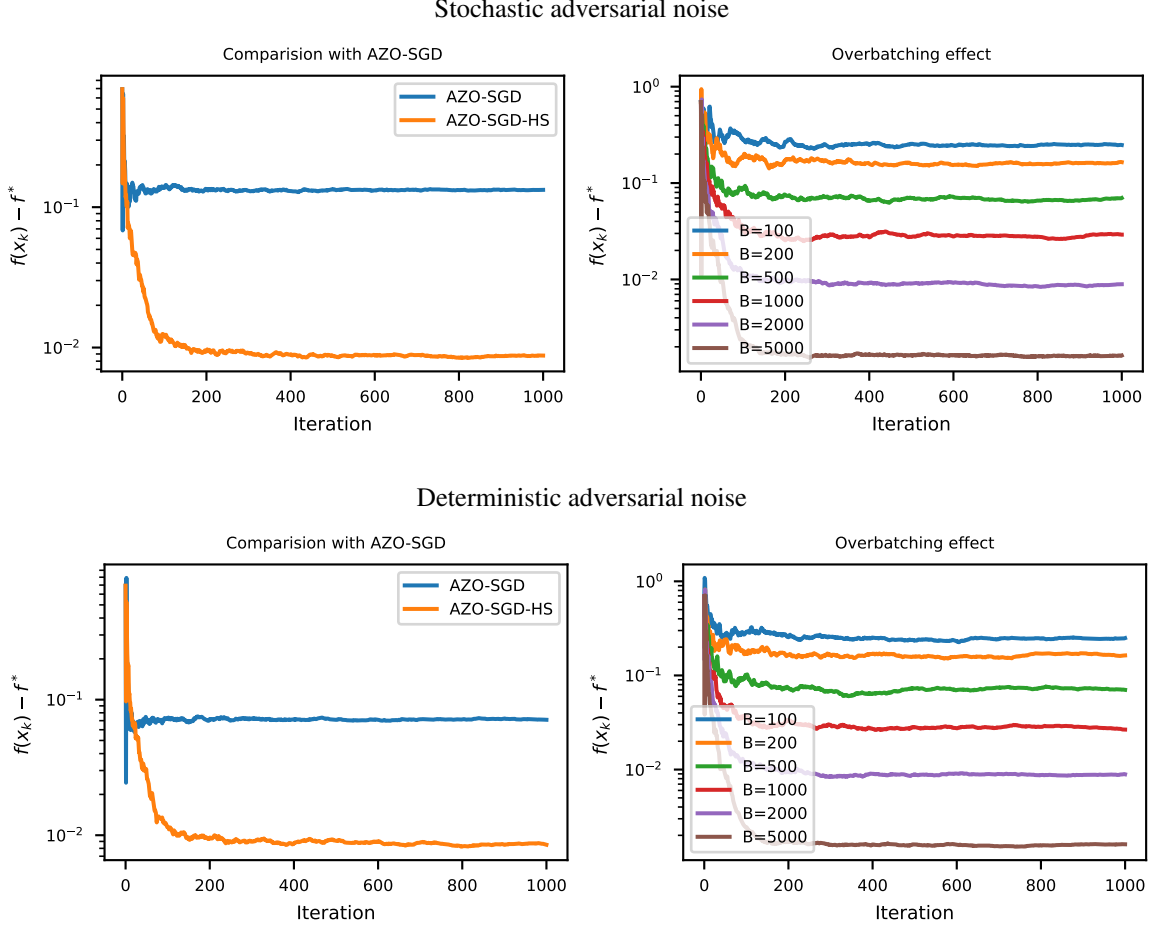 Stochastic adversarial noise
Comparision with AZO-SGD
AZO-SGD
AZO-SGD-HS
10^{-1}
10^{-2}
f(x_k) − f^*
0 200 400 600 800 1000
Iteration
Overbatching effect
10^0
10^{-1}
10^{-2}
f(x_k) − f^*
B=100
B=200
B=500
B=1000
B=2000
B=5000
0 200 400 600 800 1000
Iteration
Deterministic adversarial noise
Comparision with AZO-SGD
AZO-SGD
AZO-SGD-HS
10^{-1}
10^{-2}
f(x_k) − f^*
0 200 400 600 800 1000
Iteration
Overbatching effect
10^0
10^{-1}
10^{-2}
f(x_k) − f^*
B=100
B=200
B=500
B=1000
B=2000
B=5000
0 200 400 600 800 1000
Iteration